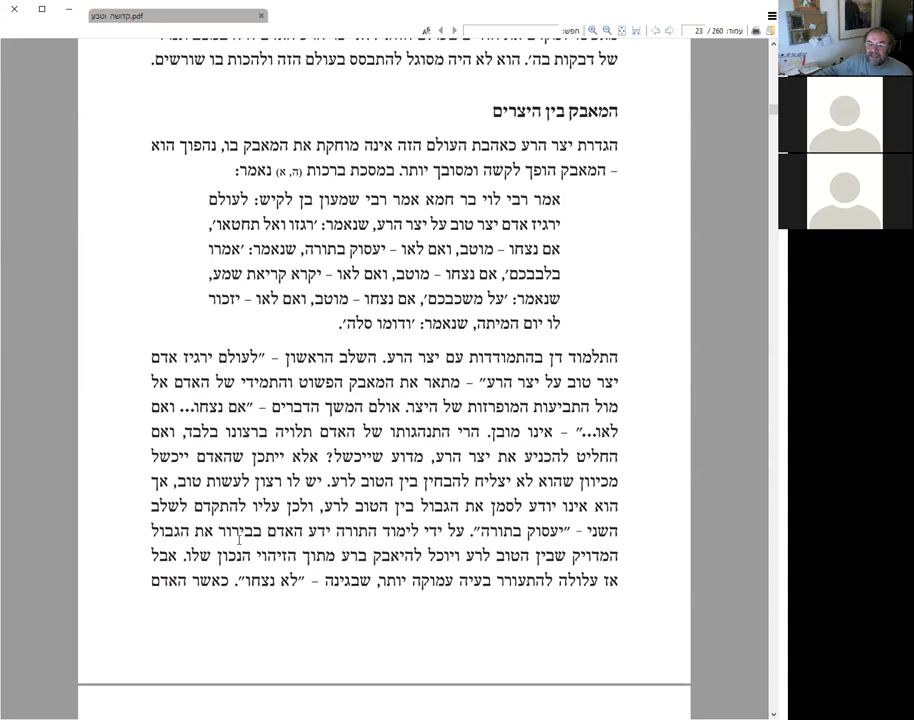 קדושה וטבע.pdf
עמוד: 23 / 260
חפש:
של דבקות בה׳. הוא לא היה מסוגל להתבסס בעולם הזה ולהכות בו שורשים.
המאבק בין היצרים
הגדרת יצר הרע כאהבת העולם הזה אינה מוחקת את המאבק בו, נהפוך הוא
– המאבק הופך לקשה ומסובך יותר. במסכת ברכות (ה, א) נאמר:
אמר רבי לוי בר חמא אמר רבי שמעון בן לקיש: לעולם
ירגיז אדם יצר טוב על יצר הרע, שנאמר: ׳רגזו ואל תחטאו׳,
אם נצחו – מוטב, ואם לאו – יעסוק בתורה, שנאמר: ׳אמרו
בלבבכם׳, אם נצחו – מוטב, ואם לאו – יקרא קריאת שמע,
שנאמר: ׳על משכבכם׳, אם נצחו – מוטב, ואם לאו – יזכור
לו יום המיתה, שנאמר: ׳ודומו סלה׳.
התלמוד דן בהתמודדות עם יצר הרע. השלב הראשון – ״לעולם ירגיז אדם
יצר טוב על יצר הרע״ – מתאר את המאבק הפשוט והתמידי של האדם אל
מול התביעות המופרזות של היצר. אולם המשך הדברים – ״אם נצחו... ואם
לאו...״ – אינו מובן. הרי התנהגותו של האדם תלויה ברצונו בלבד, ואם
החליט להכניע את יצר הרע, מדוע שייכשל? אלא ייתכן שהאדם ייכשל
מכיוון שהוא לא יצליח להבחין בין הטוב לרע. יש לו רצון לעשות טוב, אך
הוא אינו יודע לסמן את הגבול בין הטוב לרע, ולכן עליו להתקדם לשלב
השני – ״יעסוק בתורה״. על ידי לימוד התורה ידע האדם בבירור את הגבול
המדויק שבין הטוב לרע ויוכל להיאבק ברע מתוך הזיהוי הנכון שלו. אבל
אז עלולה להתעורר בעיה עמוקה יותר, שבגינה – ״לא נצחו״. כאשר האדם